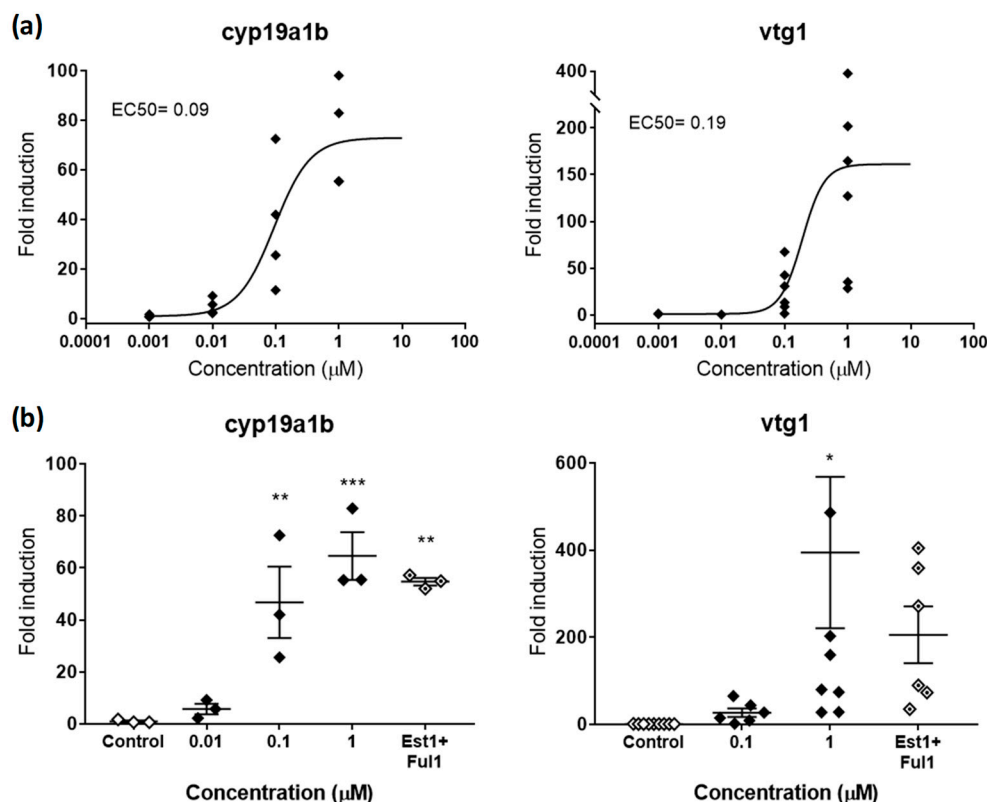 (a)
cyp19a1b
100
80
60
40
20
0
Fold induction
EC50= 0.09
0.0001 0.001 0.01 0.1 1 10 100
Concentration (μM)
vtg1
400
200
150
100
50
0
Fold induction
EC50= 0.19
0.0001 0.001 0.01 0.1 1 10 100
Concentration (μM)
(b)
cyp19a1b
100
80
60
40
20
0
Fold induction
**
***
**
Control 0.01 0.1 1 Est1+
Ful1
Concentration (μM)
vtg1
600
400
200
0
Fold induction
*
Control 0.1 1 Est1+
Ful1
Concentration (μM)